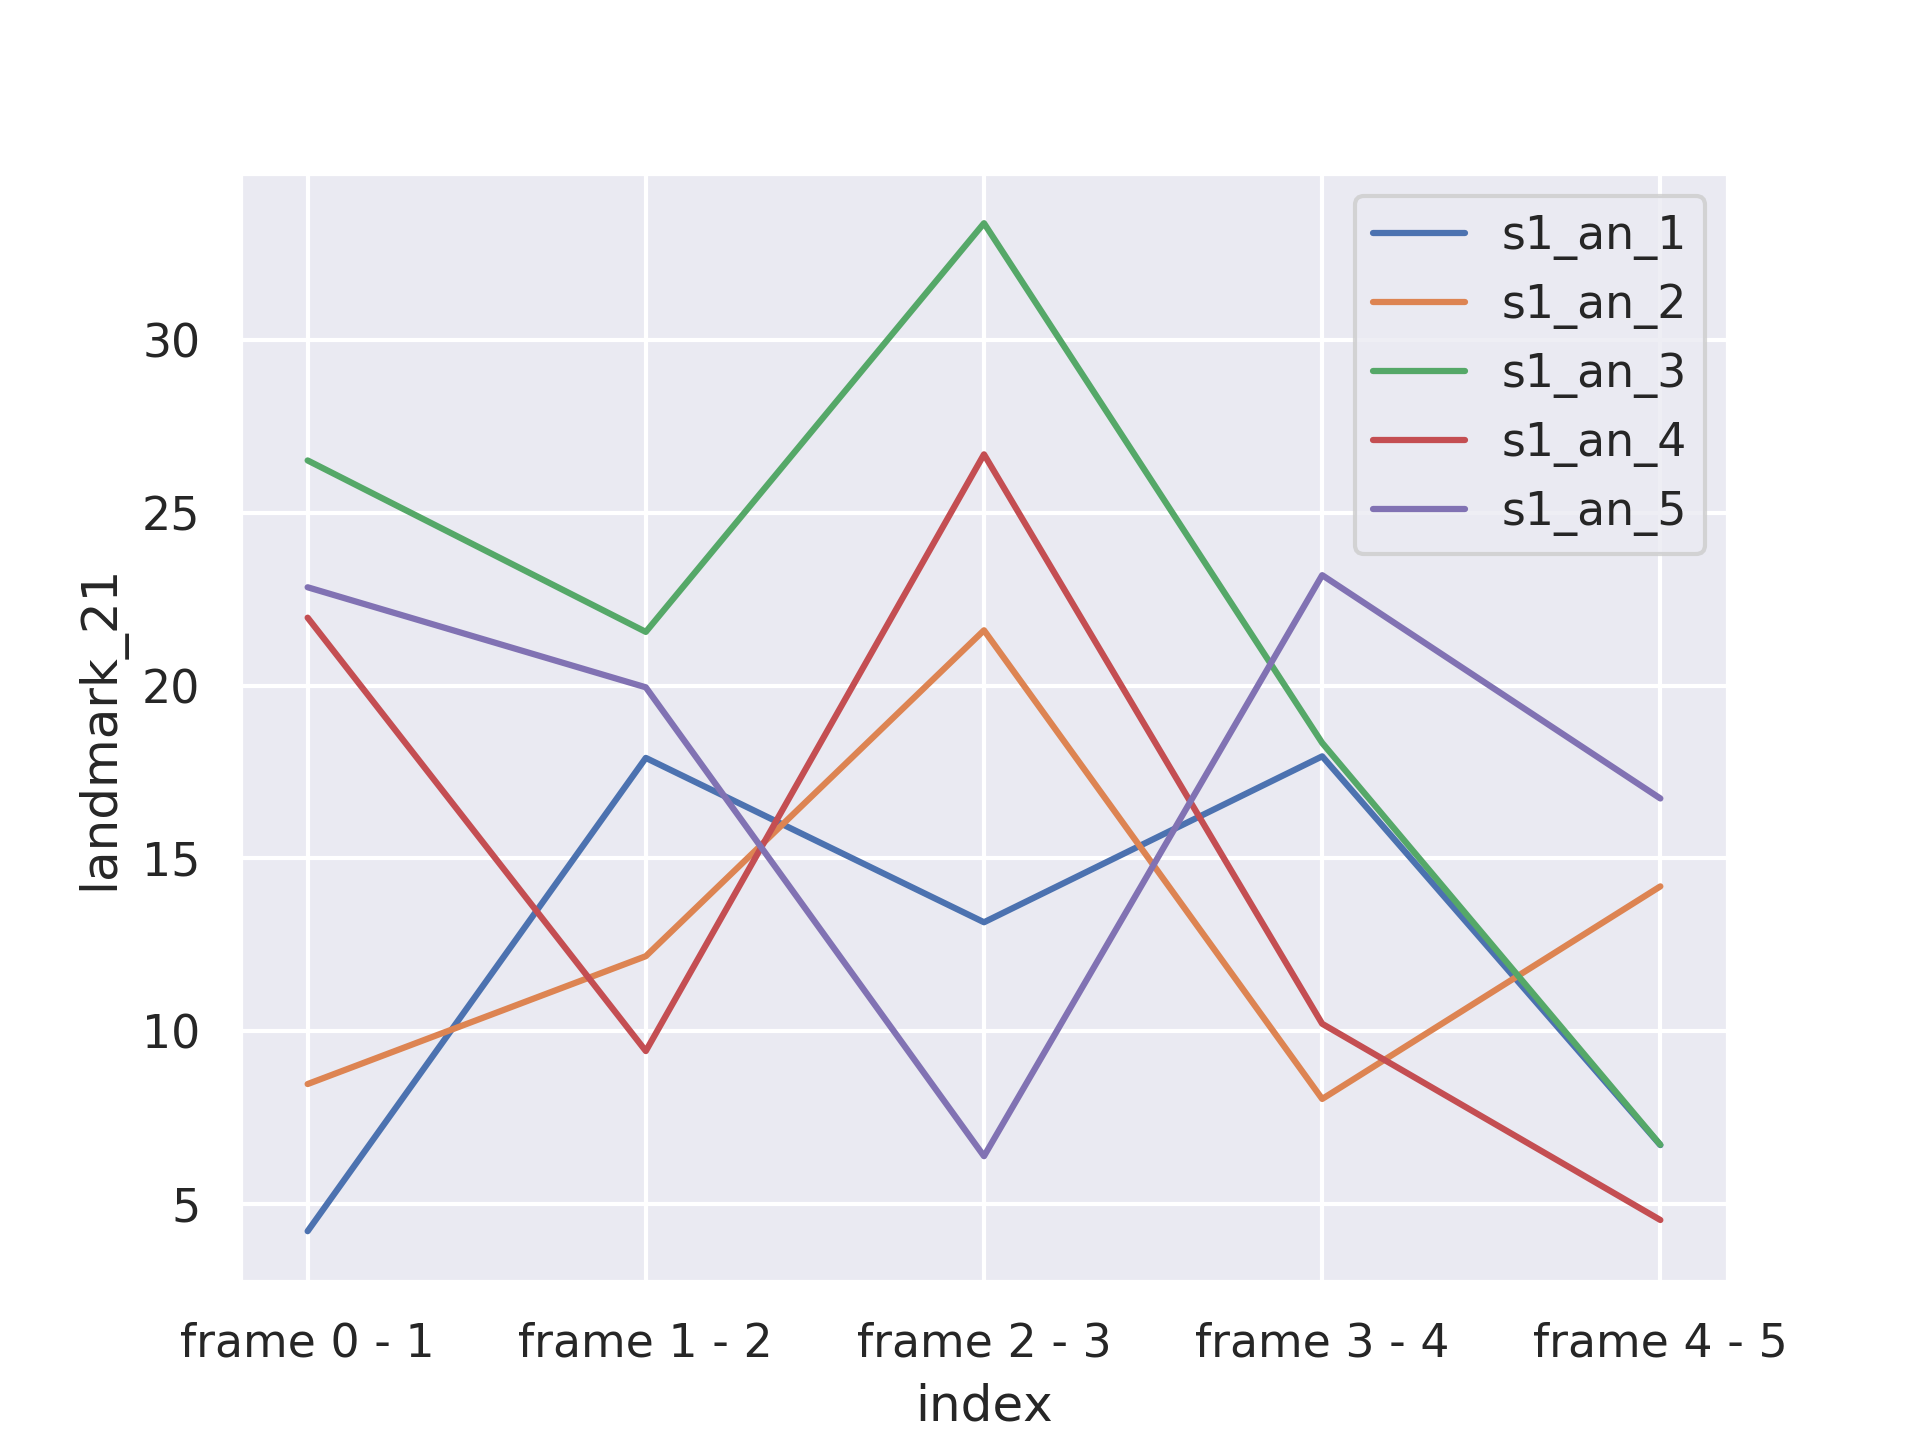 s1_an_1
s1_an_2
s1_an_3
s1_an_4
s1_an_5
landmark_21
30
25
20
15
10
5
frame 0 - 1
frame 1 - 2
frame 2 - 3
frame 3 - 4
frame 4 - 5
index